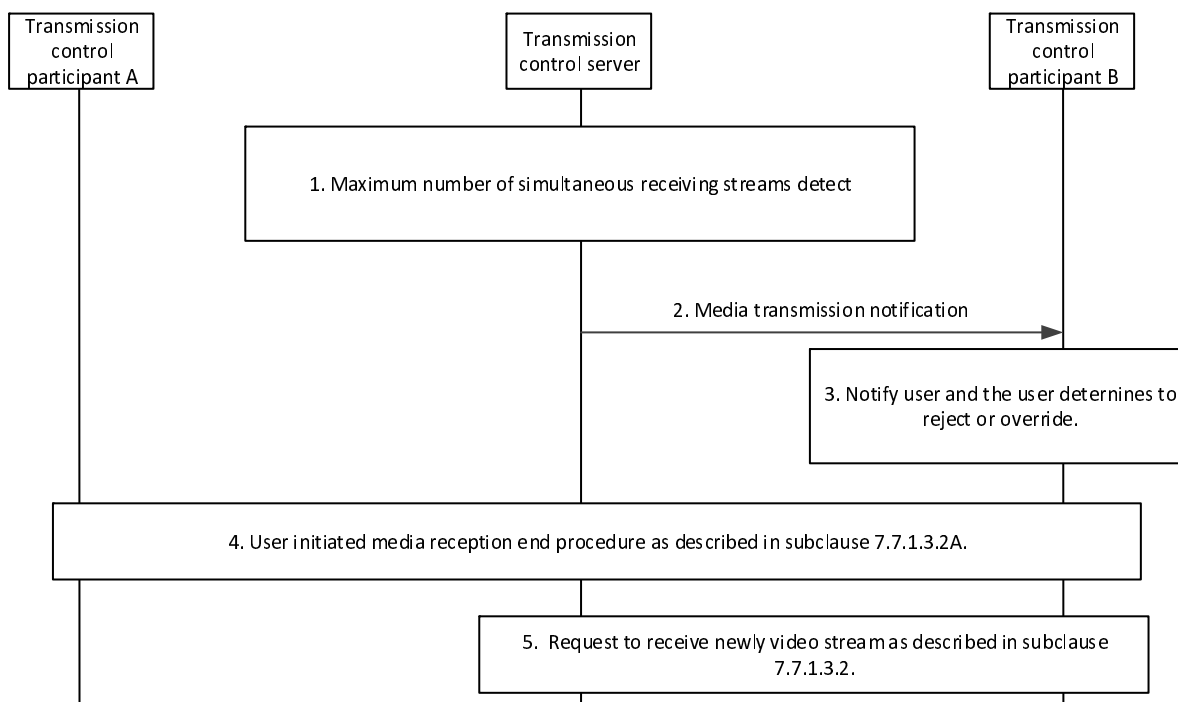 Transmission
control
participant A
Transmission
control server
Transmission
control
participant B
1. Maximum number of simultaneous receiving streams detect
2. Media transmission notification
3. Notify user and the user deternines to
reject or override.
4. User initiated media reception end procedure as described in subclause 7.7.1.3.2A.
5. Request to receive newly video stream as described in subclause
7.7.1.3.2.